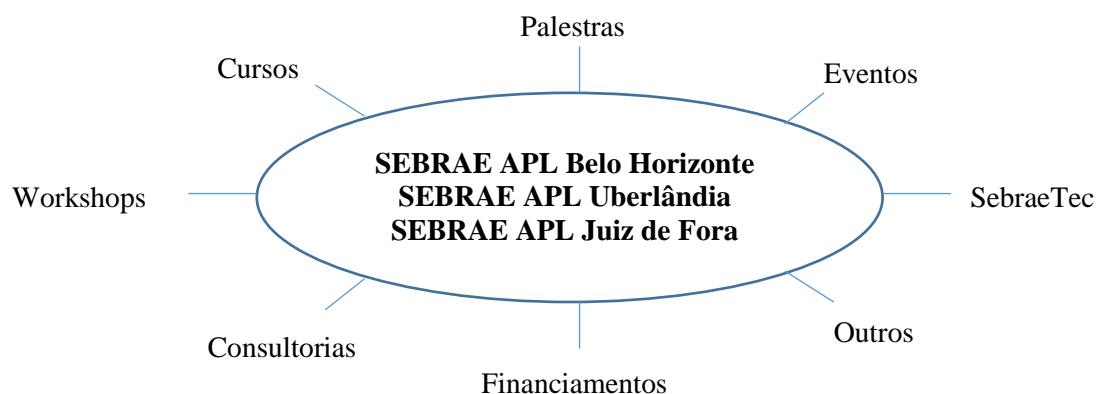 Palestras
Cursos
Eventos
SEBRAE APL Belo Horizonte
SEBRAE APL Uberlândia
SEBRAE APL Juiz de Fora
Workshops
SebraeTec
Consultorias
Outros
Financiamentos